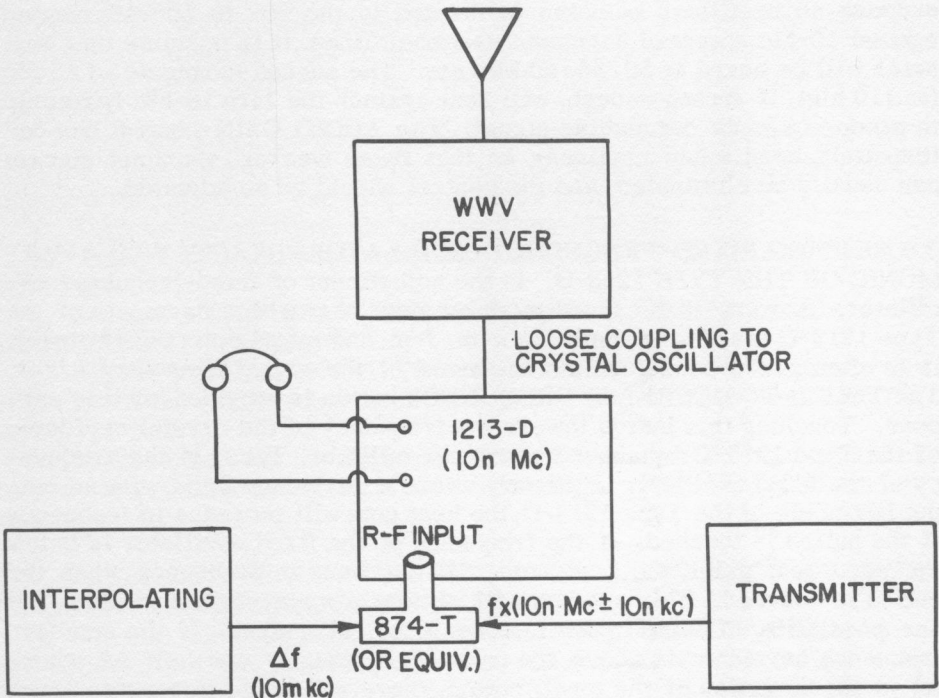 WWV
RECEIVER
LOOSE COUPLING TO
CRYSTAL OSCILLATOR
1213-D
(10n Mc)
R-F INPUT
INTERPOLATING
874-T
(OR EQUIV.)
Δf
(10m kc)
fx(10n Mc ± 10n kc)
TRANSMITTER